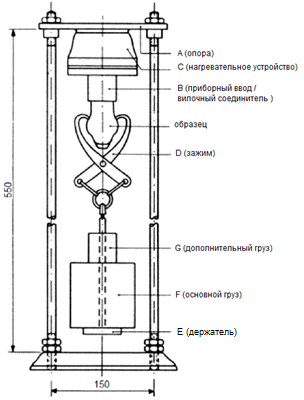 А (опора)
С (нагревательное устройство)
В (приборный ввод /
вилочный соединитель )
образец
D (зажим)
550
G (дополнительный груз)
F (основной груз)
Е (держатель)
150